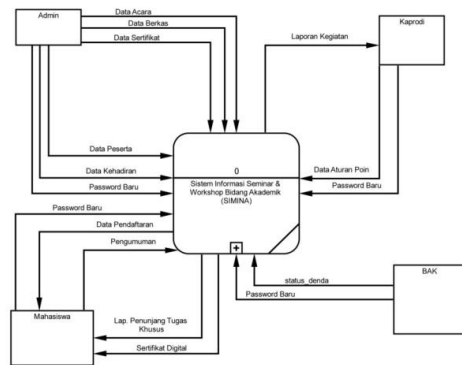 Admin
Data Acara
Data Berkas
Data Sertifikat
Laporan Kegiatan
Kaprodi
Data Peserta
Data Kehadiran
Password Baru
0
Sistem Informasi Seminar &
Workshop Bidang Akademik
(SIMINA)
Data Aturan Poin
Password Baru
Password Baru
Data Pendaftaran
Pengumuman
status_denda
Password Baru
BAK
Mahasiswa
Lap. Penunjang Tugas
Khusus
Sertifikat Digital